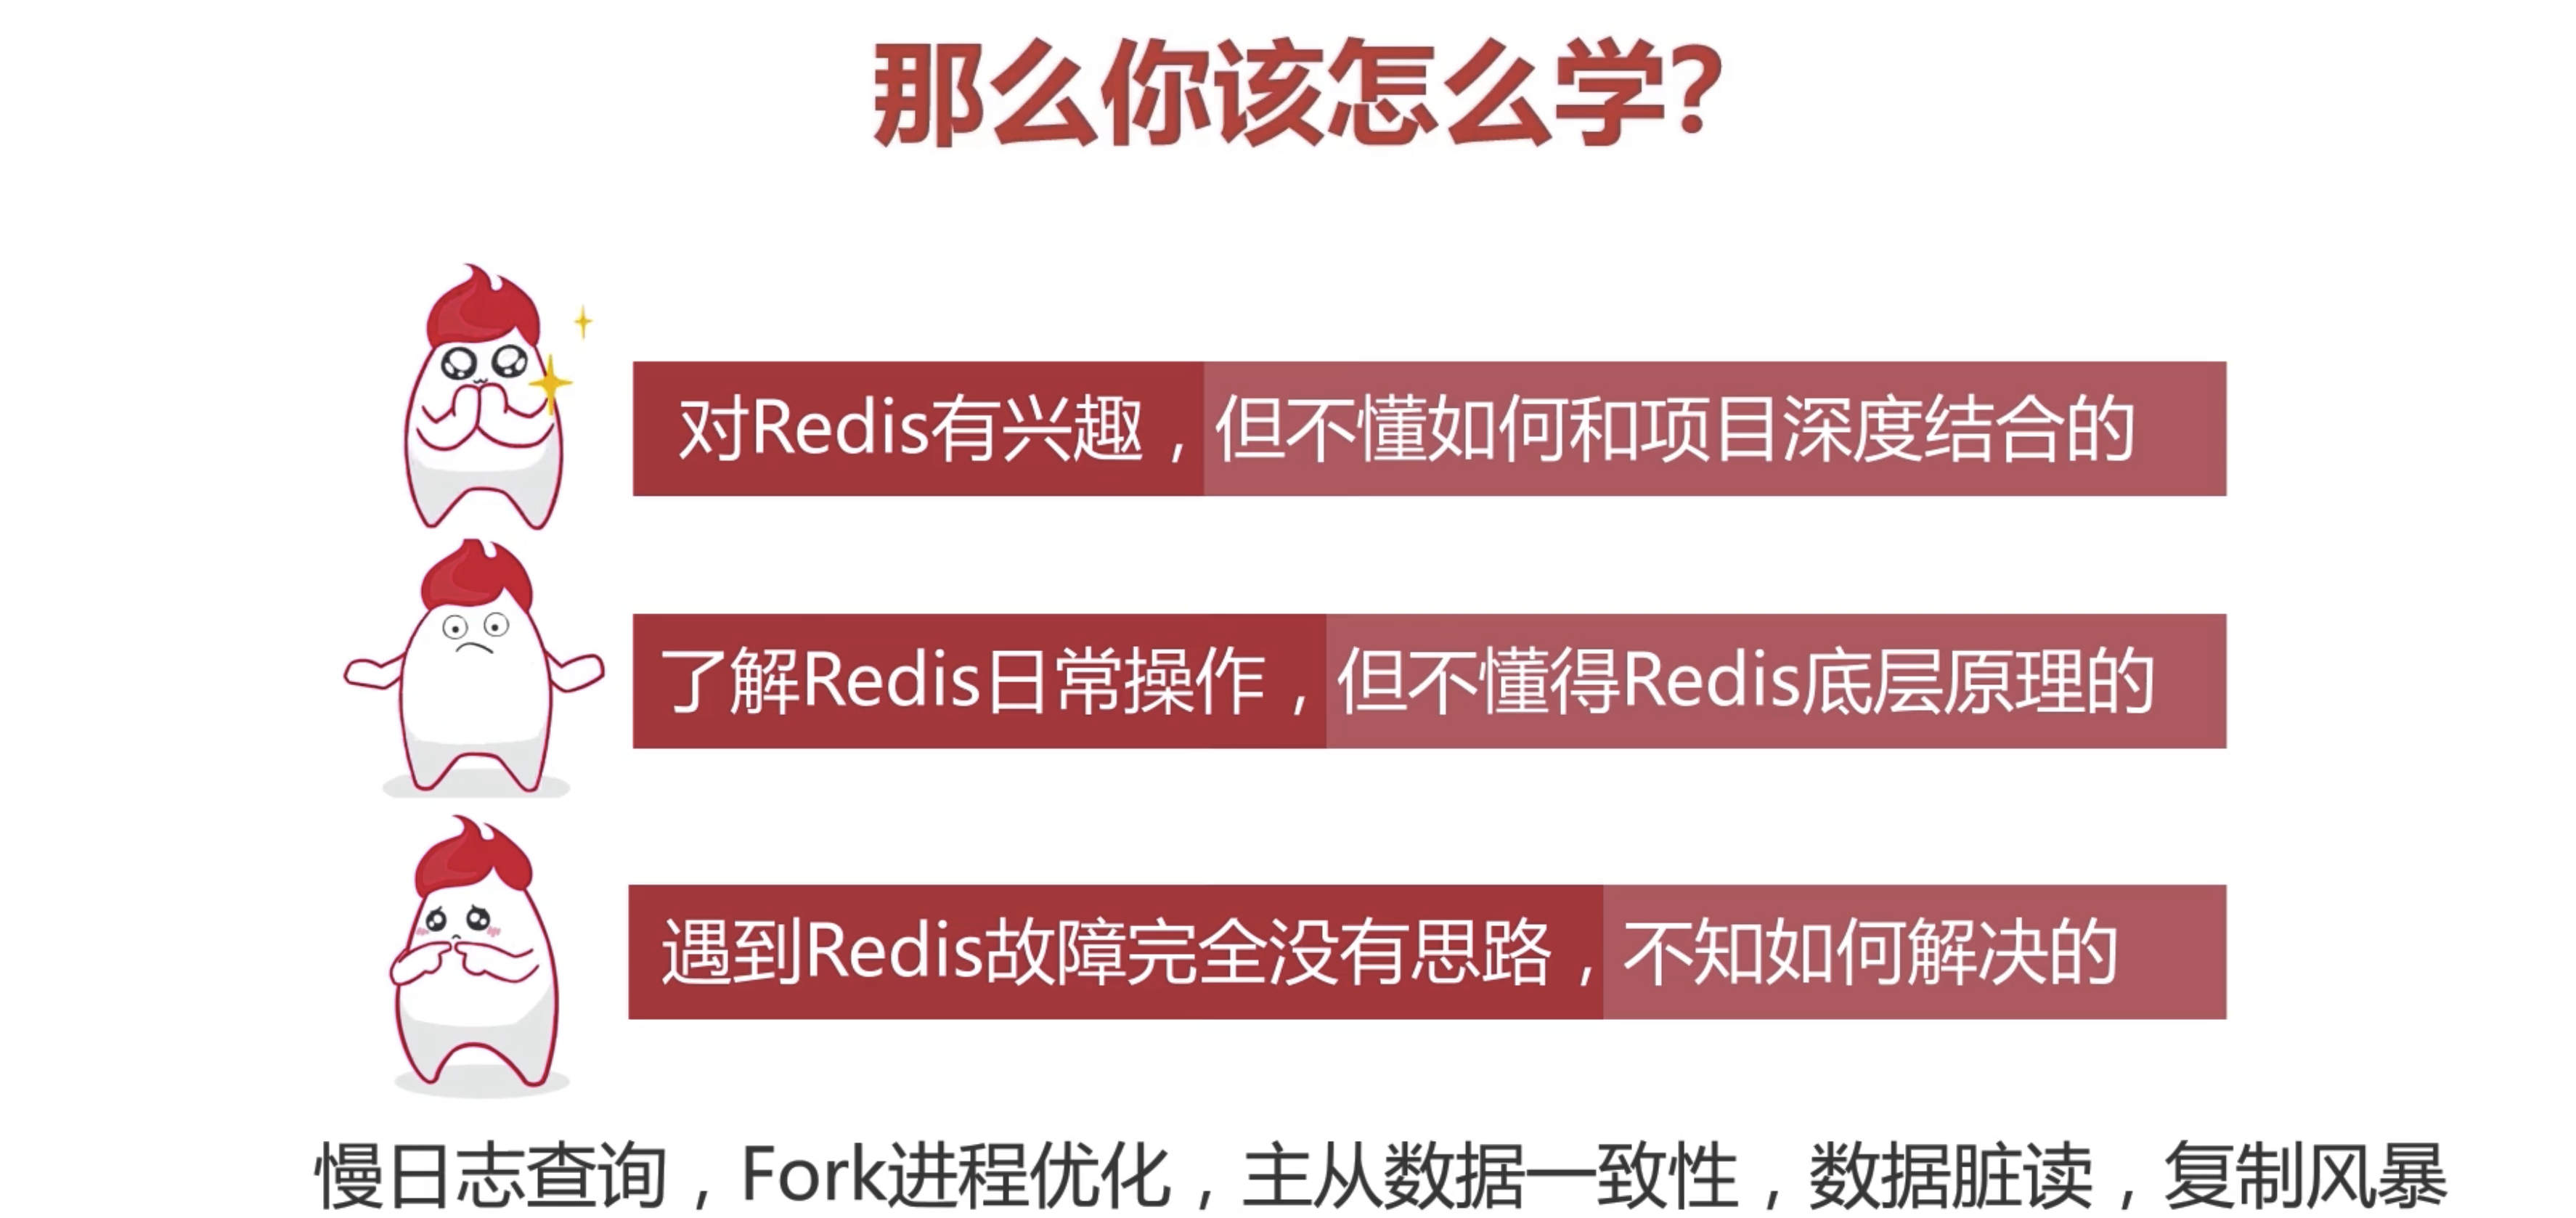 那么你该怎么学？
对Redis有兴趣，但不懂如何和项目深度结合的
了解Redis日常操作，但不懂得Redis底层原理的
遇到Redis故障完全没有思路，不知如何解决的
慢日志查询，Fork进程优化，主从数据一致性，数据脏读，复制风暴